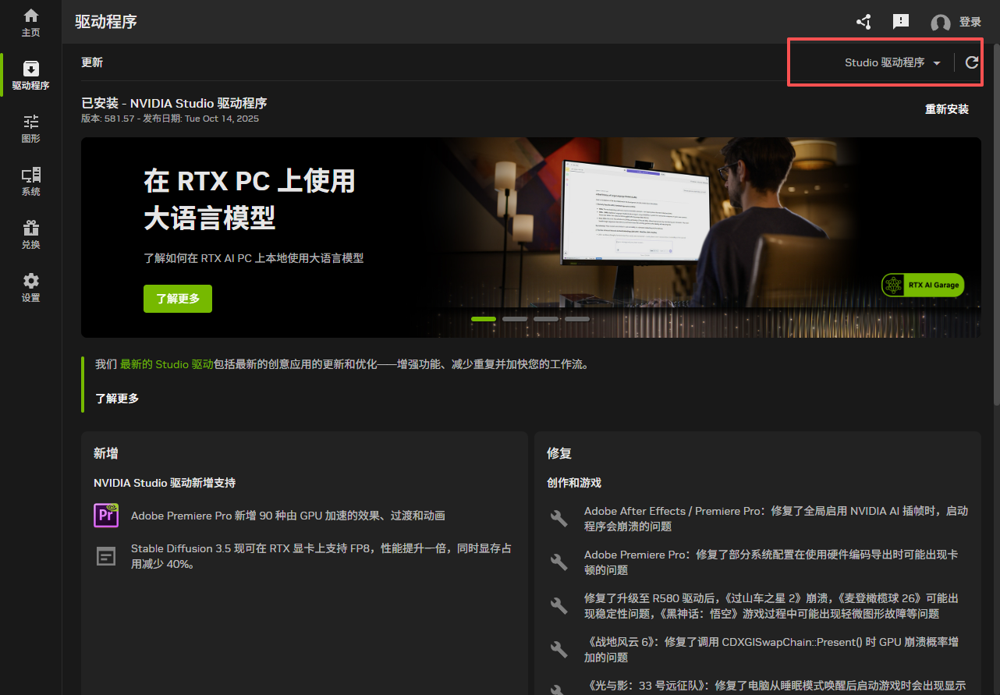 驱动程序
登录
主页
驱动程序
图形
系统
兑换
设置
更新
Studio 驱动程序
已安装 - NVIDIA Studio 驱动程序
版本: 581.57 - 发布日期: Tue Oct 14, 2025
重新安装
在 RTX PC 上使用
大语言模型
了解如何在 RTX AI PC 上本地使用大语言模型
了解更多
RTX AI Garage
我们 最新的 Studio 驱动包括最新的创意应用的更新和优化——增强功能、减少重复并加快您的工作流。
了解更多
新增
NVIDIA Studio 驱动新增支持
Pr
Adobe Premiere Pro 新增 90 种由 GPU 加速的效果、过渡和动画
Stable Diffusion 3.5 现可在 RTX 显卡上支持 FP8，性能提升一倍，同时显存占
用减少 40%。
修复
创作和游戏
Adobe After Effects / Premiere Pro：修复了全局启用 NVIDIA AI 插帧时，启动
程序会崩溃的问题
Adobe Premiere Pro：修复了部分系统配置在使用硬件编码导出时可能出现卡
顿的问题
修复了升级至 R580 驱动后，《过山车之星 2》崩溃，《麦登橄榄球 26》可能出
现稳定性问题，《黑神话：悟空》游戏过程中可能出现轻微图形故障等问题
《战地风云 6》：修复了调用 CDXGISwapChain::Present() 时 GPU 崩溃概率增
加的问题
《光与影：33 号远征队》：修复了电脑从睡眠模式唤醒后启动游戏时会出现显示